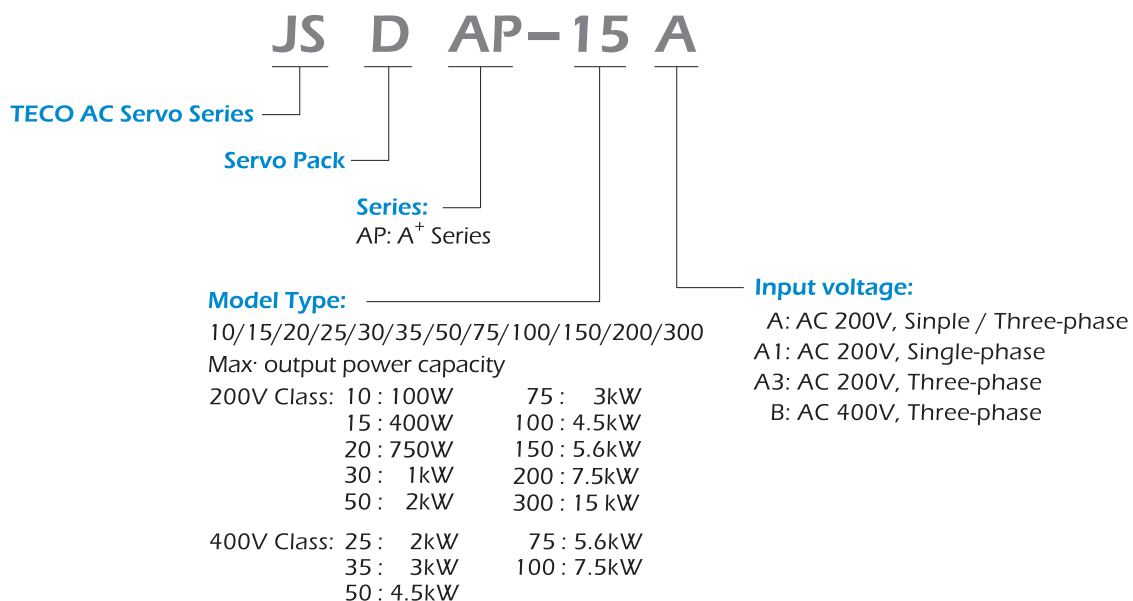 JS D AP-15 A
TECO AC Servo Series
Servo Pack
Series:
AP: A+ Series
Model Type:
10/15/20/25/30/35/50/75/100/150/200/300
Max· output power capacity
200V Class: 10 : 100W 75 : 3kW
15 : 400W 100 : 4.5kW
20 : 750W 150 : 5.6kW
30 : 1kW 200 : 7.5kW
50 : 2kW 300 : 15 kW
400V Class: 25 : 2kW 75 : 5.6kW
35 : 3kW 100 : 7.5kW
50 : 4.5kW
Input voltage:
A: AC 200V, Sinple / Three-phase
A1: AC 200V, Single-phase
A3: AC 200V, Three-phase
B: AC 400V, Three-phase